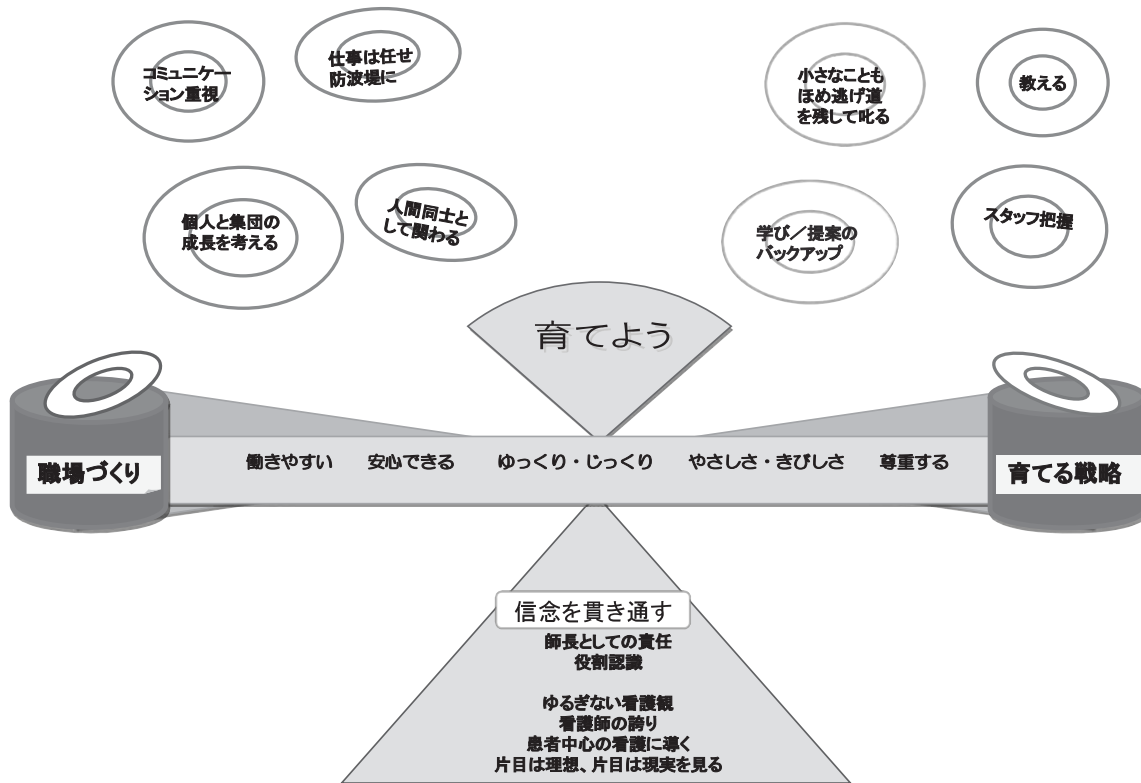 コミュニケー
ション重視
仕事は任せ
防波堤に
小さなことも
ほめ逃げ道
を残して叱る
教える
個人と集団の
成長を考える
人間同士と
して関わる
学び／提案の
バックアップ
スタッフ把握
育てよう
職場づくり
働きやすい　安心できる　ゆっくり・じっくり　やさしさ・きびしさ　尊重する
育てる戦略
信念を貫き通す
師長としての責任
役割認識
ゆるぎない看護観
看護師の誇り
患者中心の看護に導く
片目は理想、片目は現実を見る